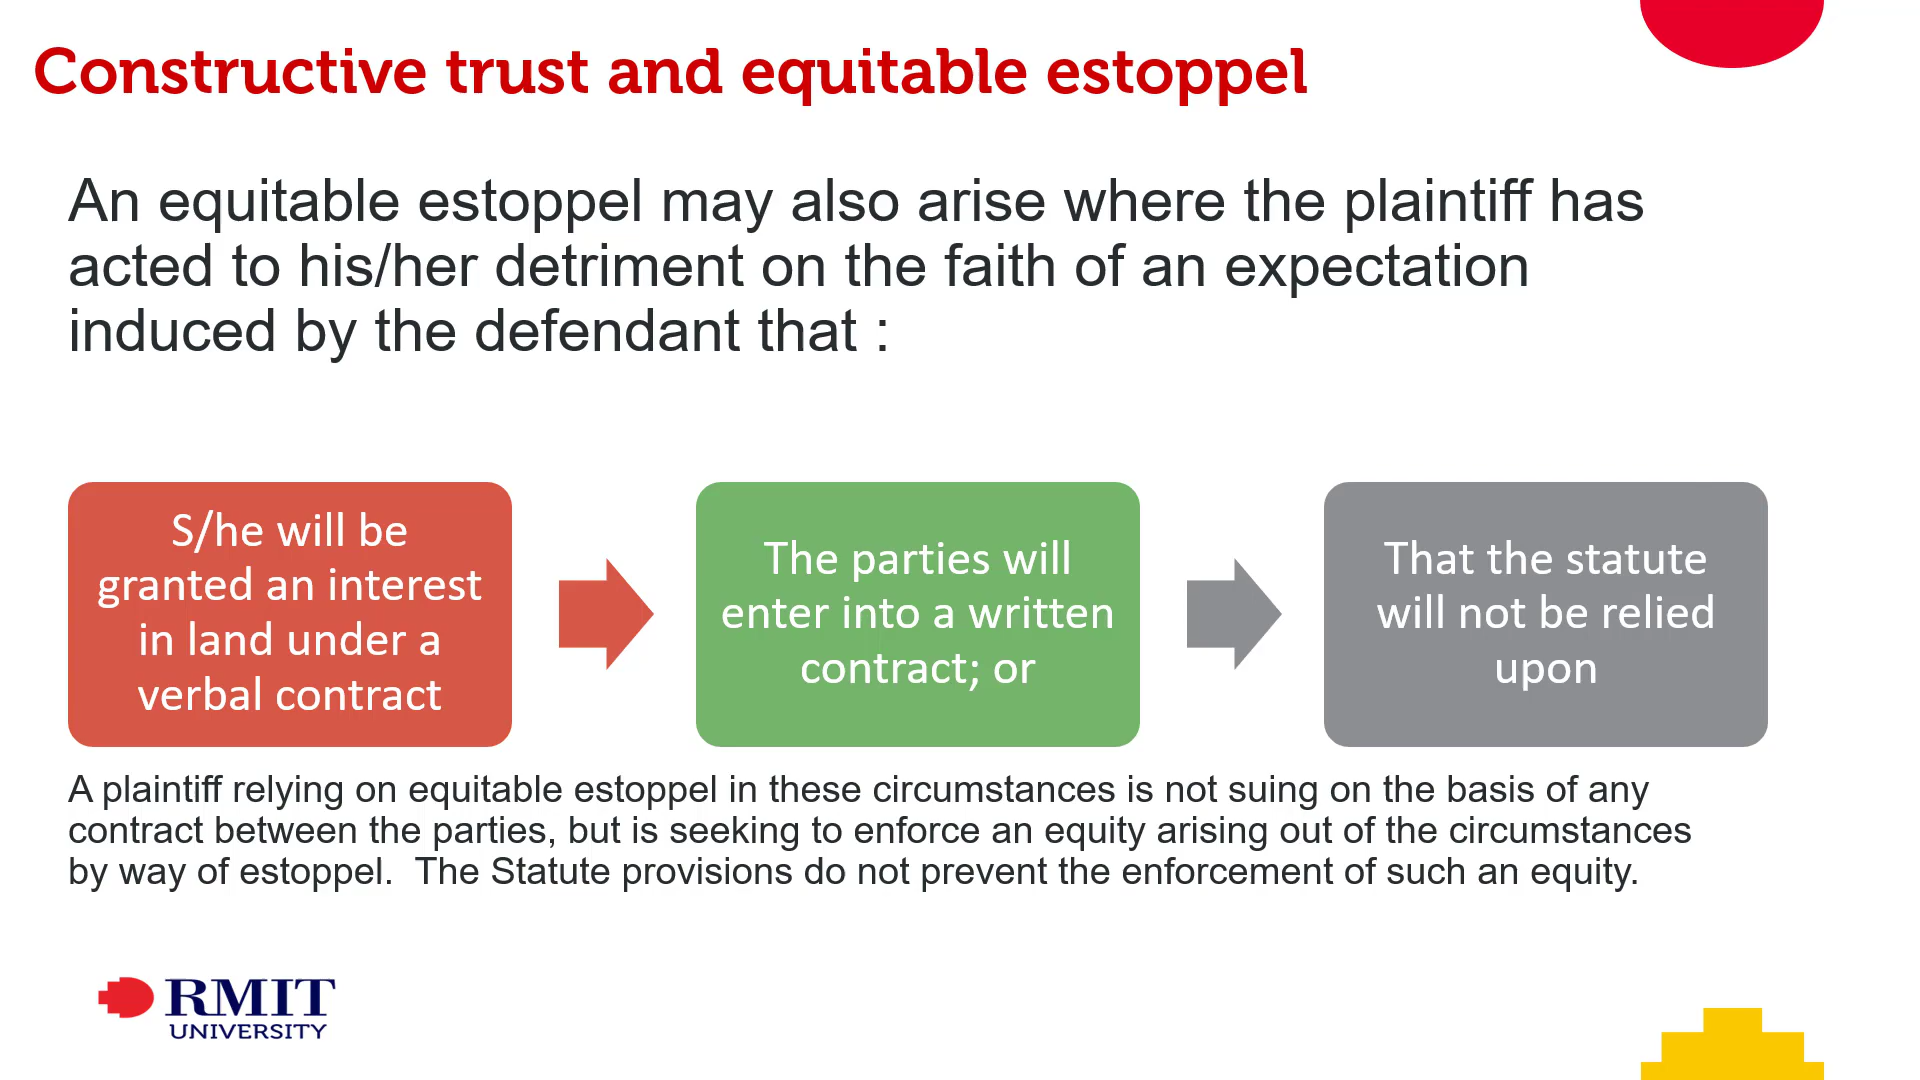 Constructive trust and equitable estoppel
An equitable estoppel may also arise where the plaintiff has
acted to his/her detriment on the faith of an expectation
induced by the defendant that :
S/he will be
granted an interest
in land under a
verbal contract
The parties will
enter into a written
contract; or
That the statute
will not be relied
upon
A plaintiff relying on equitable estoppel in these circumstances is not suing on the basis of any
contract between the parties, but is seeking to enforce an equity arising out of the circumstances
by way of estoppel.  The Statute provisions do not prevent the enforcement of such an equity.
RMIT
UNIVERSITY